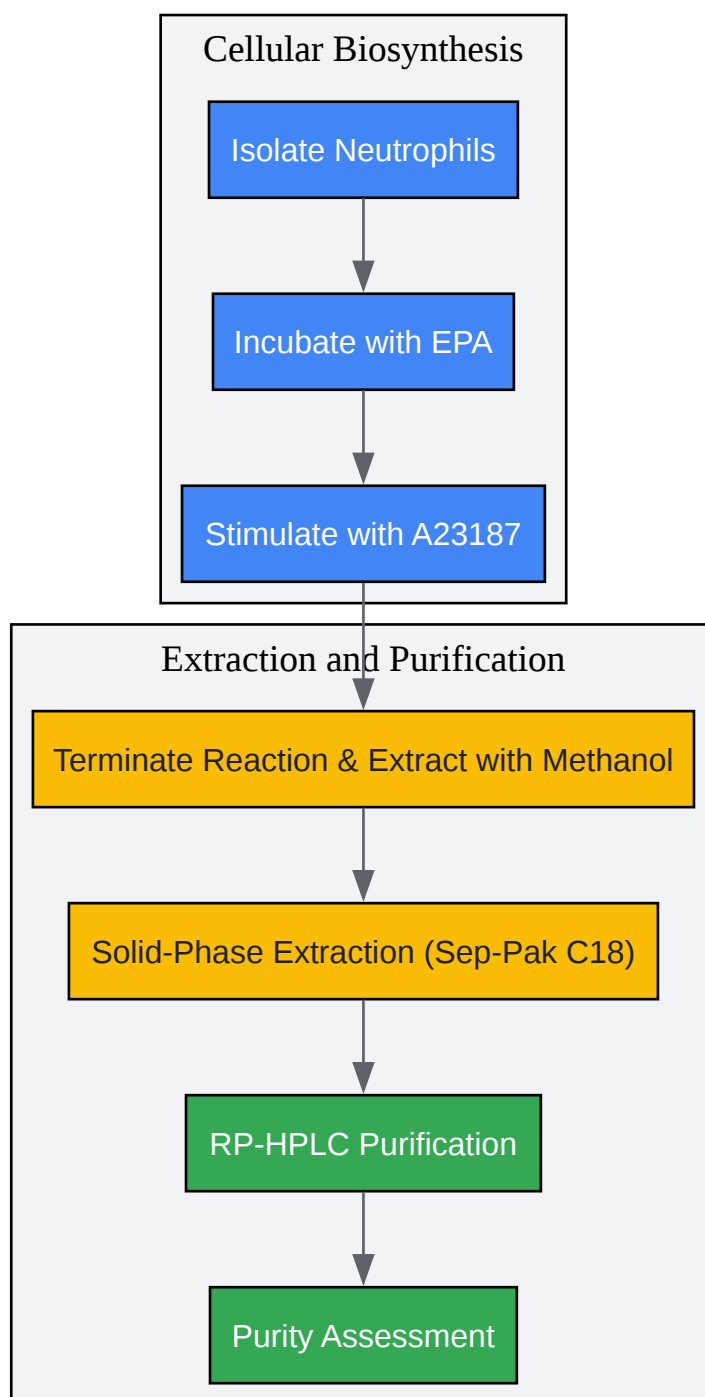 Cellular Biosynthesis
Isolate Neutrophils
Incubate with EPA
Stimulate with A23187
Extraction and Purification
Terminate Reaction & Extract with Methanol
Solid-Phase Extraction (Sep-Pak C18)
RP-HPLC Purification
Purity Assessment